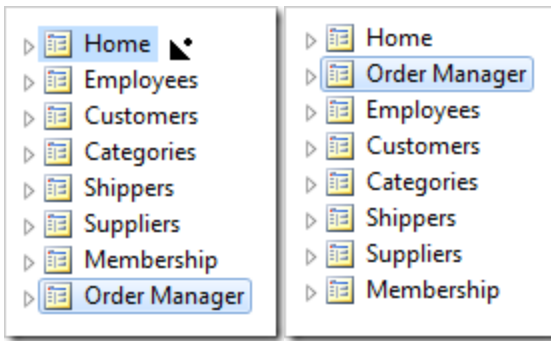 Home
Employees
Customers
Categories
Shippers
Suppliers
Membership
Order Manager
Home
Order Manager
Employees
Customers
Categories
Shippers
Suppliers
Membership